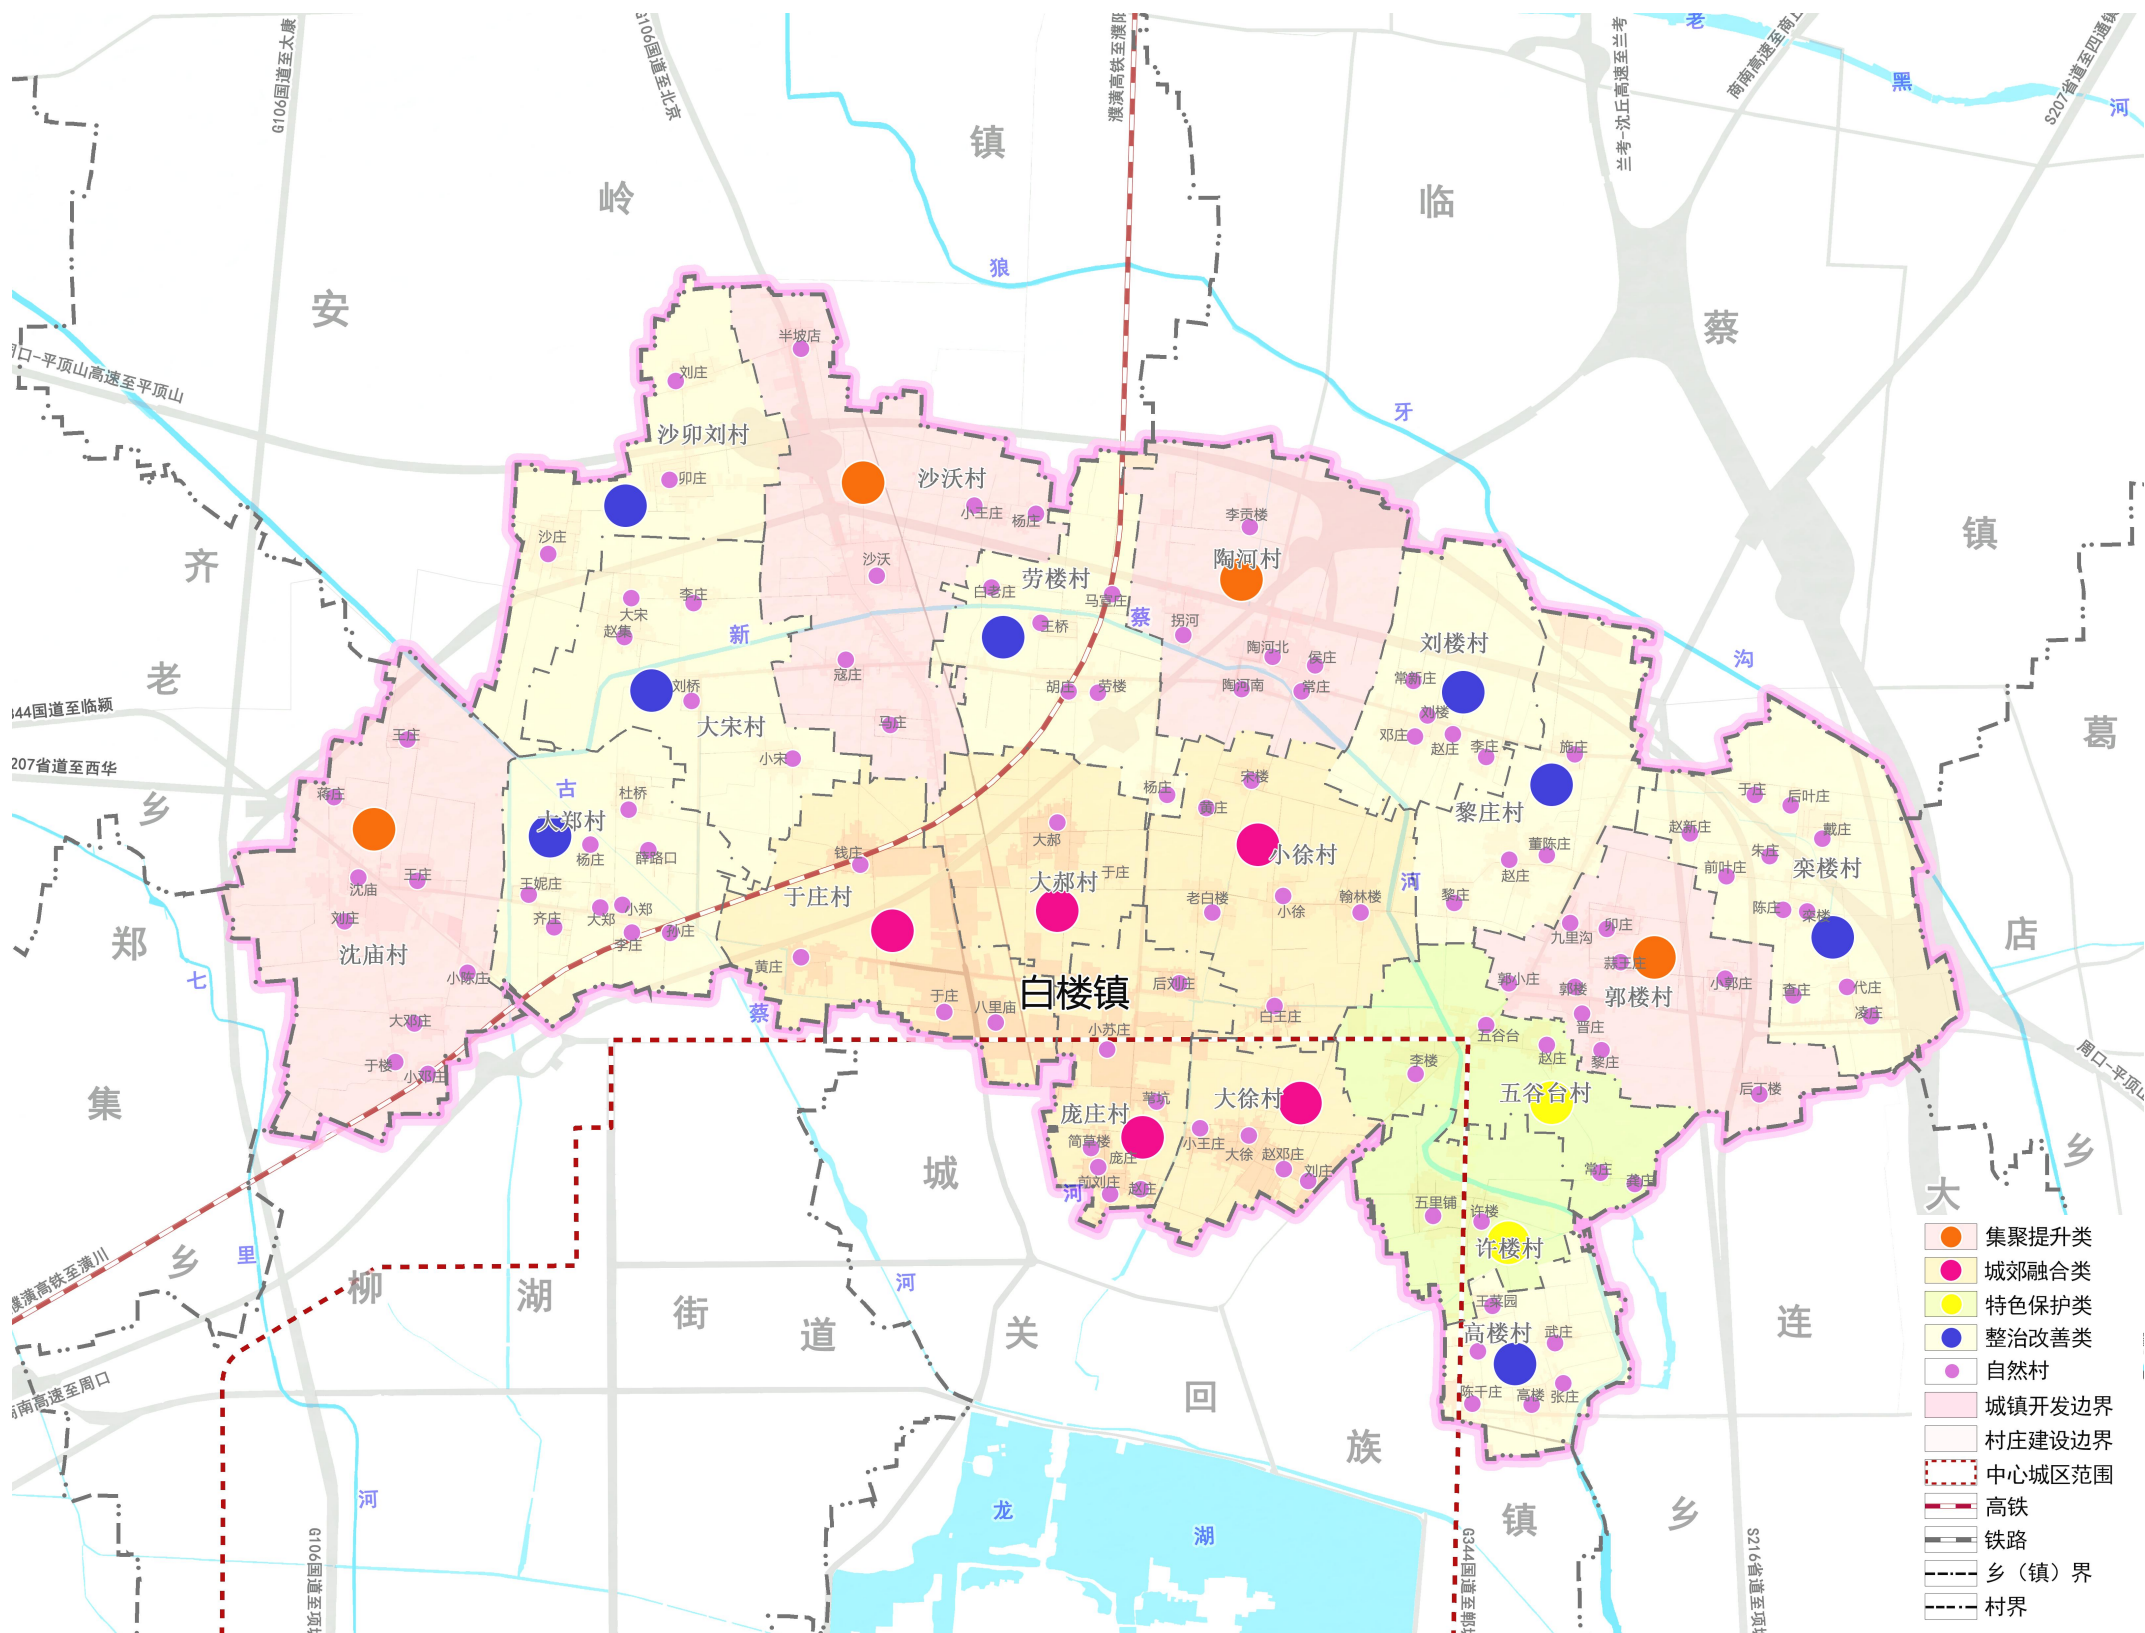 老
黑
河
G106国道至太康
G106国道至北京
濮潢高铁至濮阳
兰考-沈丘高速至兰考
商南高速至商丘
S207省道至四通镇
镇
岭
临
安
狼
蔡
周口-平顶山高速至平顶山
半坡店
刘庄
牙
沙卯刘村
卯庄
沙沃村
小王庄
杨庄
李贡楼
镇
沙庄
齐
沙沃
陶河村
劳楼村
白老庄
马宣庄
李庄
大宋
赵集
新
王桥
蔡
拐河
刘楼村
陶河北
侯庄
沟
老
寇庄
胡庄
劳楼
陶河南
常庄
常新庄
刘桥
344国道至临颍
大宋村
马庄
刘楼
邓庄
赵庄
李庄
施庄
葛
王庄
207省道至西华
小宋
宋楼
杨庄
黄庄
蒋庄
乡
古
杜桥
大郑村
于庄
后叶庄
黎庄村
赵新庄
戴庄
大郝
钱庄
杨庄
薛路口
小徐村
董陈庄
赵庄
朱庄
前叶庄
栾楼村
沈庙
王庄
王妮庄
于庄村
大郝村
于庄
河
老白楼
小徐
翰林楼
黎庄
陈庄
栾楼
刘庄
齐庄
大郑
小郑
李庄
孙庄
九里沟
卯庄
郑
店
沈庙村
小陈庄
黄庄
蒜王庄
七
白楼镇
后刘庄
郭小庄
郭楼
郭楼村
小郭庄
查庄
代庄
于庄
八里庙
蔡
白王庄
大邓庄
小苏庄
五谷台
晋庄
凌庄
于楼
小邓庄
李楼
赵庄
黎庄
周口-平顶山
集
五谷台村
后丁楼
大徐村
庞庄村
简营楼
庞庄
小王庄
大徐
赵邓庄
刘庄
乡
城
前刘庄
赵庄
河
常庄
龚庄
大
五里铺
许楼
许楼村
濮潢高铁至潢川
乡
里
柳
湖
街
道
河
关
王菜园
高楼村
武庄
连
陈千庄
高楼
张庄
商南高速至周口
回
族
河
龙
湖
镇
乡
G106国道至项城
G344国道至郸城
S216省道至项城
集聚提升类
城郊融合类
特色保护类
整治改善类
自然村
城镇开发边界
村庄建设边界
中心城区范围
高铁
铁路
乡（镇）界
村界